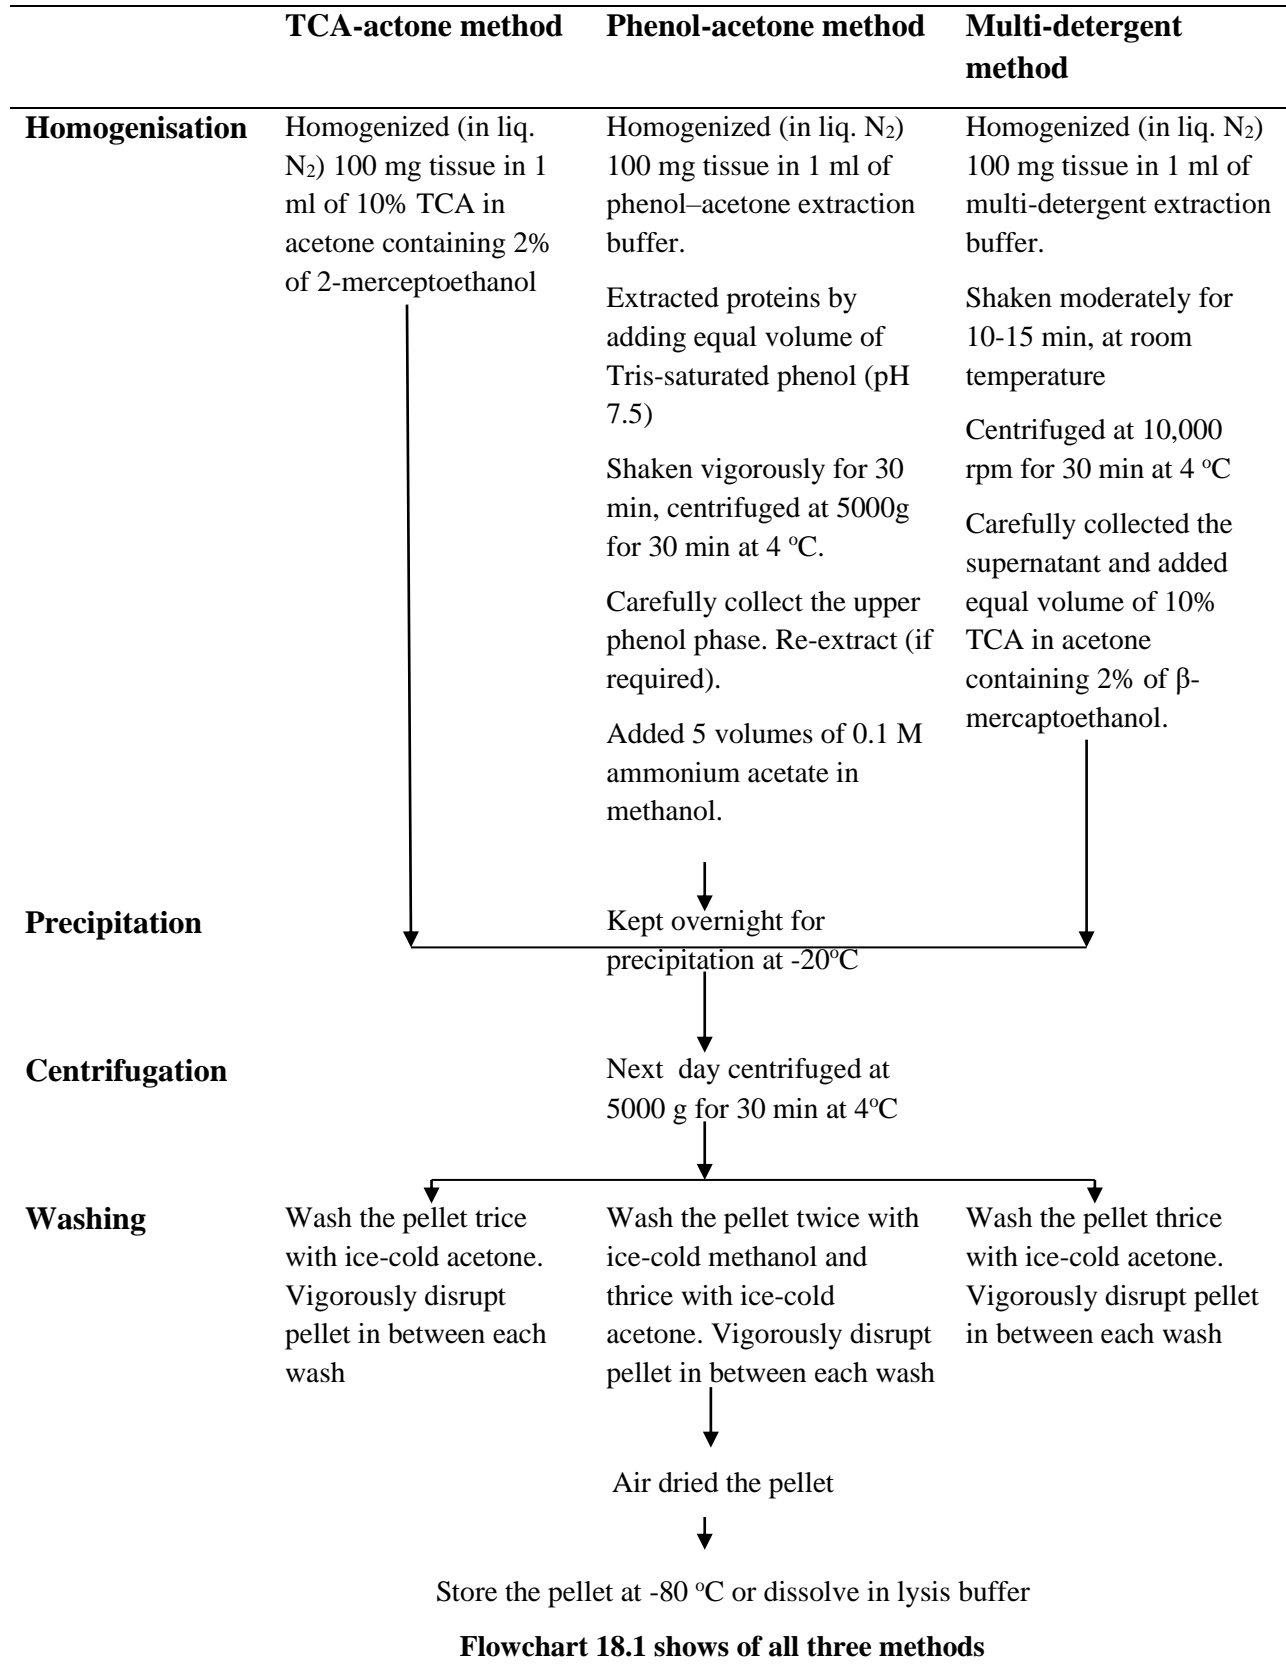 TCA-actone method
Phenol-acetone method
Multi-detergent
method
Homogenisation
Homogenized (in liq.
N₂) 100 mg tissue in 1
ml of 10% TCA in
acetone containing 2%
of 2-merceptoethanol
Homogenized (in liq. N₂)
100 mg tissue in 1 ml of
phenol–acetone extraction
buffer.
Extracted proteins by
adding equal volume of
Tris-saturated phenol (pH
7.5)
Shaken vigorously for 30
min, centrifuged at 5000g
for 30 min at 4 ºC.
Carefully collect the upper
phenol phase. Re-extract (if
required).
Added 5 volumes of 0.1 M
ammonium acetate in
methanol.
Homogenized (in liq. N₂)
100 mg tissue in 1 ml of
multi-detergent extraction
buffer.
Shaken moderately for
10-15 min, at room
temperature
Centrifuged at 10,000
rpm for 30 min at 4 ºC
Carefully collected the
supernatant and added
equal volume of 10%
TCA in acetone
containing 2% of β-
mercaptoethanol.
Precipitation
Kept overnight for
precipitation at -20ºC
Centrifugation
Next day centrifuged at
5000 g for 30 min at 4ºC
Washing
Wash the pellet trice
with ice-cold acetone.
Vigorously disrupt
pellet in between each
wash
Wash the pellet twice with
ice-cold methanol and
thrice with ice-cold
acetone. Vigorously disrupt
pellet in between each wash
Wash the pellet thrice
with ice-cold acetone.
Vigorously disrupt pellet
in between each wash
Air dried the pellet
Store the pellet at -80 ºC or dissolve in lysis buffer
Flowchart 18.1 shows of all three methods